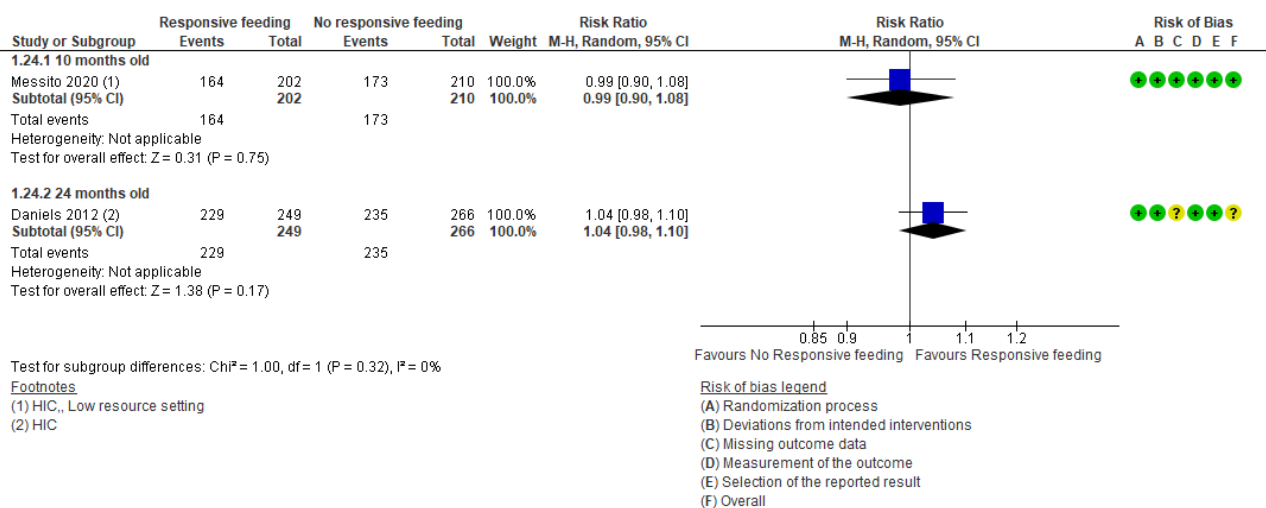 Responsive feeding No responsive feeding Risk Ratio Risk Ratio Risk of Bias
Study or Subgroup Events Total Events Total Weight M-H, Random, 95% CI M-H, Random, 95% CI A B C D E F
1.24.1 10 months old
Messito 2020 (1) 164 202 173 210 100.0% 0.99 [0.90, 1.08] + + + + + +
Subtotal (95% CI) 202 210 100.0% 0.99 [0.90, 1.08]
Total events 164 173
Heterogeneity: Not applicable
Test for overall effect: Z = 0.31 (P = 0.75)
1.24.2 24 months old
Daniels 2012 (2) 229 249 235 266 100.0% 1.04 [0.98, 1.10] + + ? + + ?
Subtotal (95% CI) 249 266 100.0% 1.04 [0.98, 1.10]
Total events 229 235
Heterogeneity: Not applicable
Test for overall effect: Z = 1.38 (P = 0.17)
0.85 0.9 1 1.1 1.2
Favours No Responsive feeding Favours Responsive feeding
Test for subgroup differences: Chi² = 1.00, df = 1 (P = 0.32), I² = 0%
Footnotes
(1) HIC,, Low resource setting
(2) HIC
Risk of bias legend
(A) Randomization process
(B) Deviations from intended interventions
(C) Missing outcome data
(D) Measurement of the outcome
(E) Selection of the reported result
(F) Overall